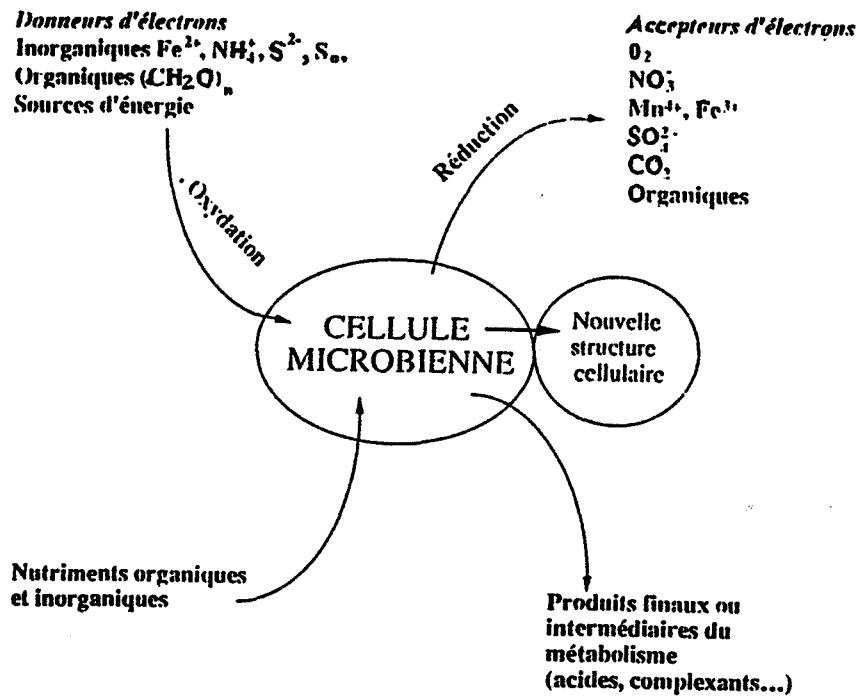 Donneurs d'électrons
Inorganiques Fe²⁺, NH₄⁺, S²⁻, S₀,
Organiques (CH₂O)ₙ
Sources d'énergie
Accepteurs d'électrons
O₂
NO₃⁻
Mn⁴⁺, Fe³⁺
SO₄²⁻
CO₂
Organiques
Oxydation
Réduction
CELLULE
MICROBIENNE
Nouvelle
structure
cellulaire
Nutriments organiques
et inorganiques
Produits finaux ou
intermédiaires du
métabolisme
(acides, complexants...)